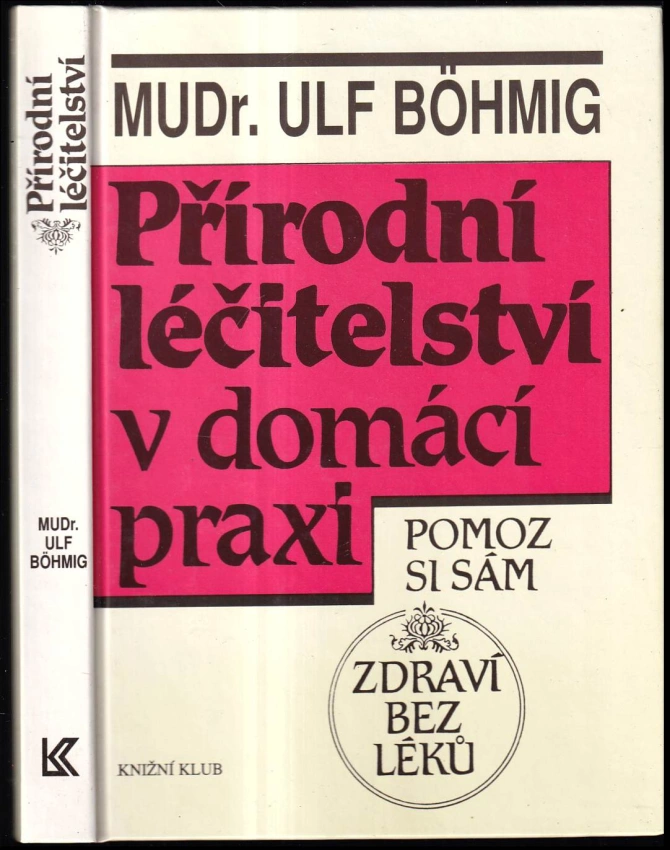 Přírodní
léčitelství
MUDr.
ULF
BÖHMIG
MUDr. ULF BÖHMIG
Přírodní
léčitelství
v domácí
praxi
POMOZ
SI SÁM
ZDRAVÍ
BEZ
LÉKŮ
KNIŽNÍ KLUB